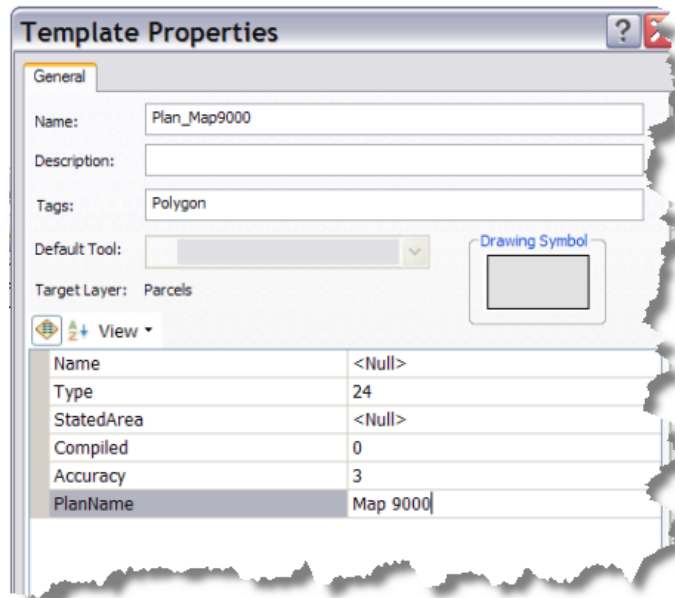 Template Properties
?
General
Name: Plan_Map9000
Description:
Tags: Polygon
Default Tool:
Drawing Symbol
Target Layer: Parcels
A Z View
Name <Null>
Type 24
StatedArea <Null>
Compiled 0
Accuracy 3
PlanName Map 9000